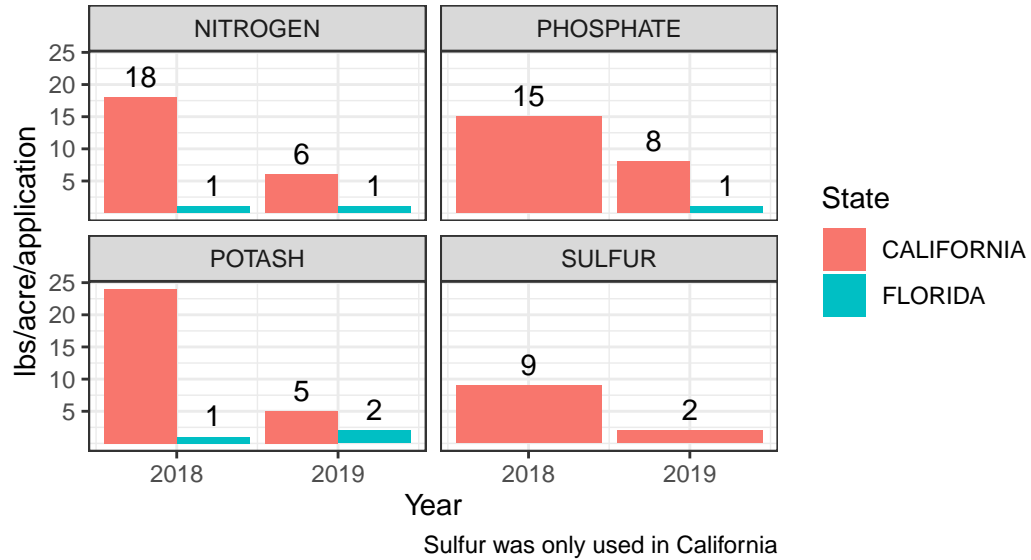 NITROGEN
PHOSPHATE
25
20
15
10
5
18
1
6
1
15
8
1
POTASH
SULFUR
25
20
15
10
5
1
5
2
9
2
2018
2019
2018
2019
lbs/acre/application
Year
State
CALIFORNIA
FLORIDA
Sulfur was only used in California